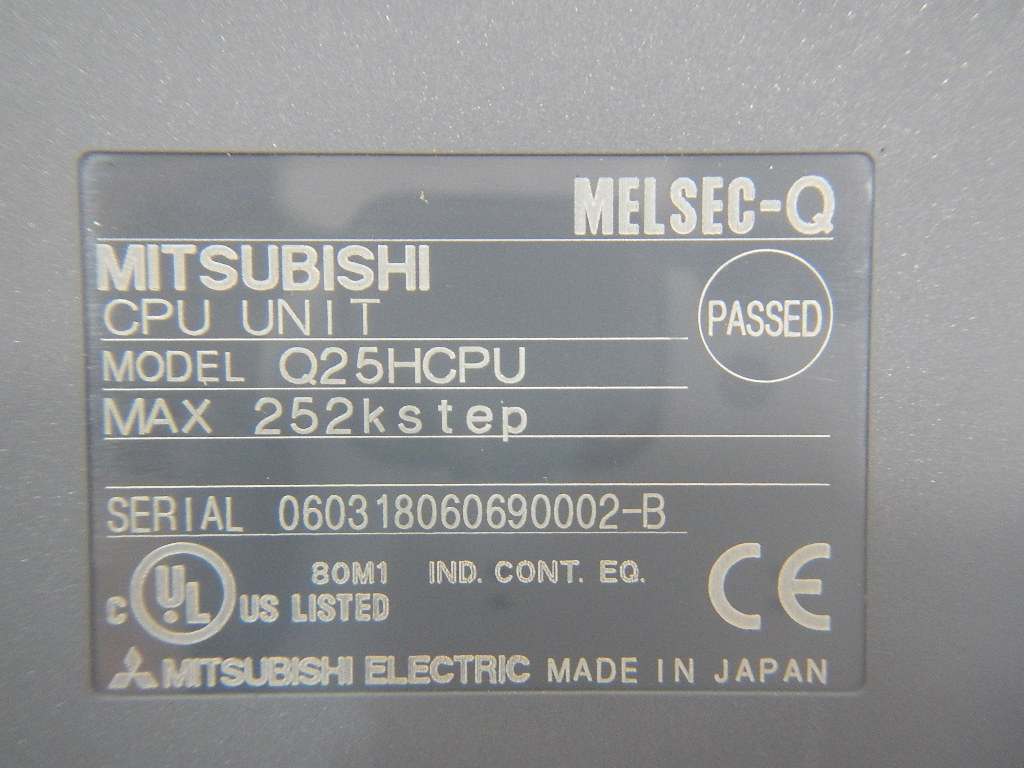 MELSEC-Q
MITSUBISHI
CPU UNIT
PASSED
MODEL Q25HCPU
MAX 252kstep
SERIAL 060318060690002-B
C UL US LISTED
80M1 IND. CONT. EQ.
CE
MITSUBISHI ELECTRIC MADE IN JAPAN